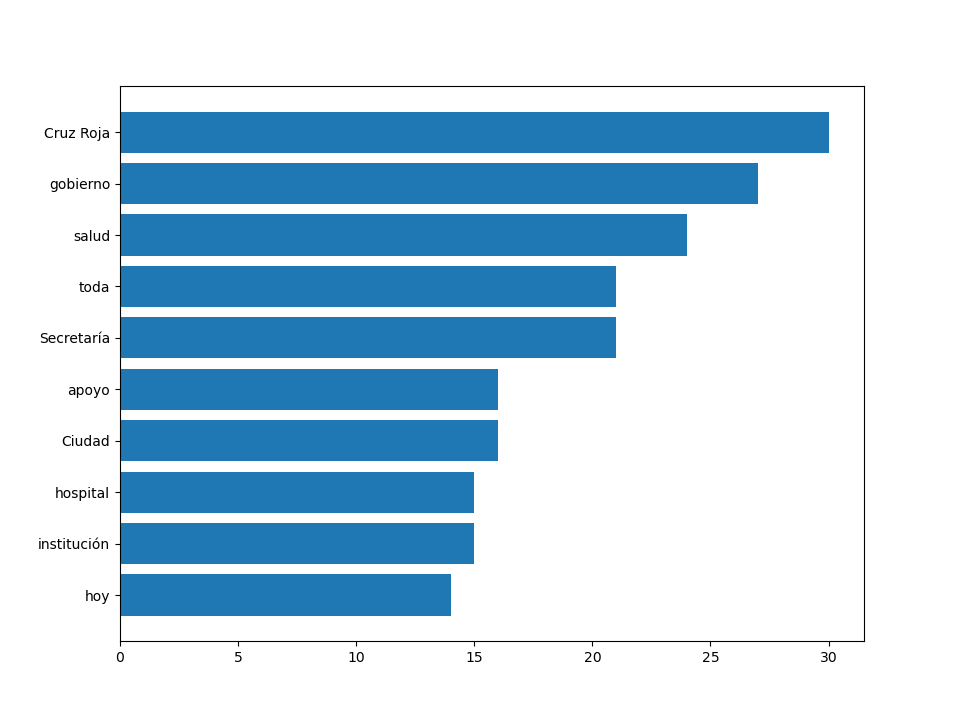 Cruz Roja
gobierno
salud
toda
Secretaría
apoyo
Ciudad
hospital
institución
hoy
0 5 10 15 20 25 30